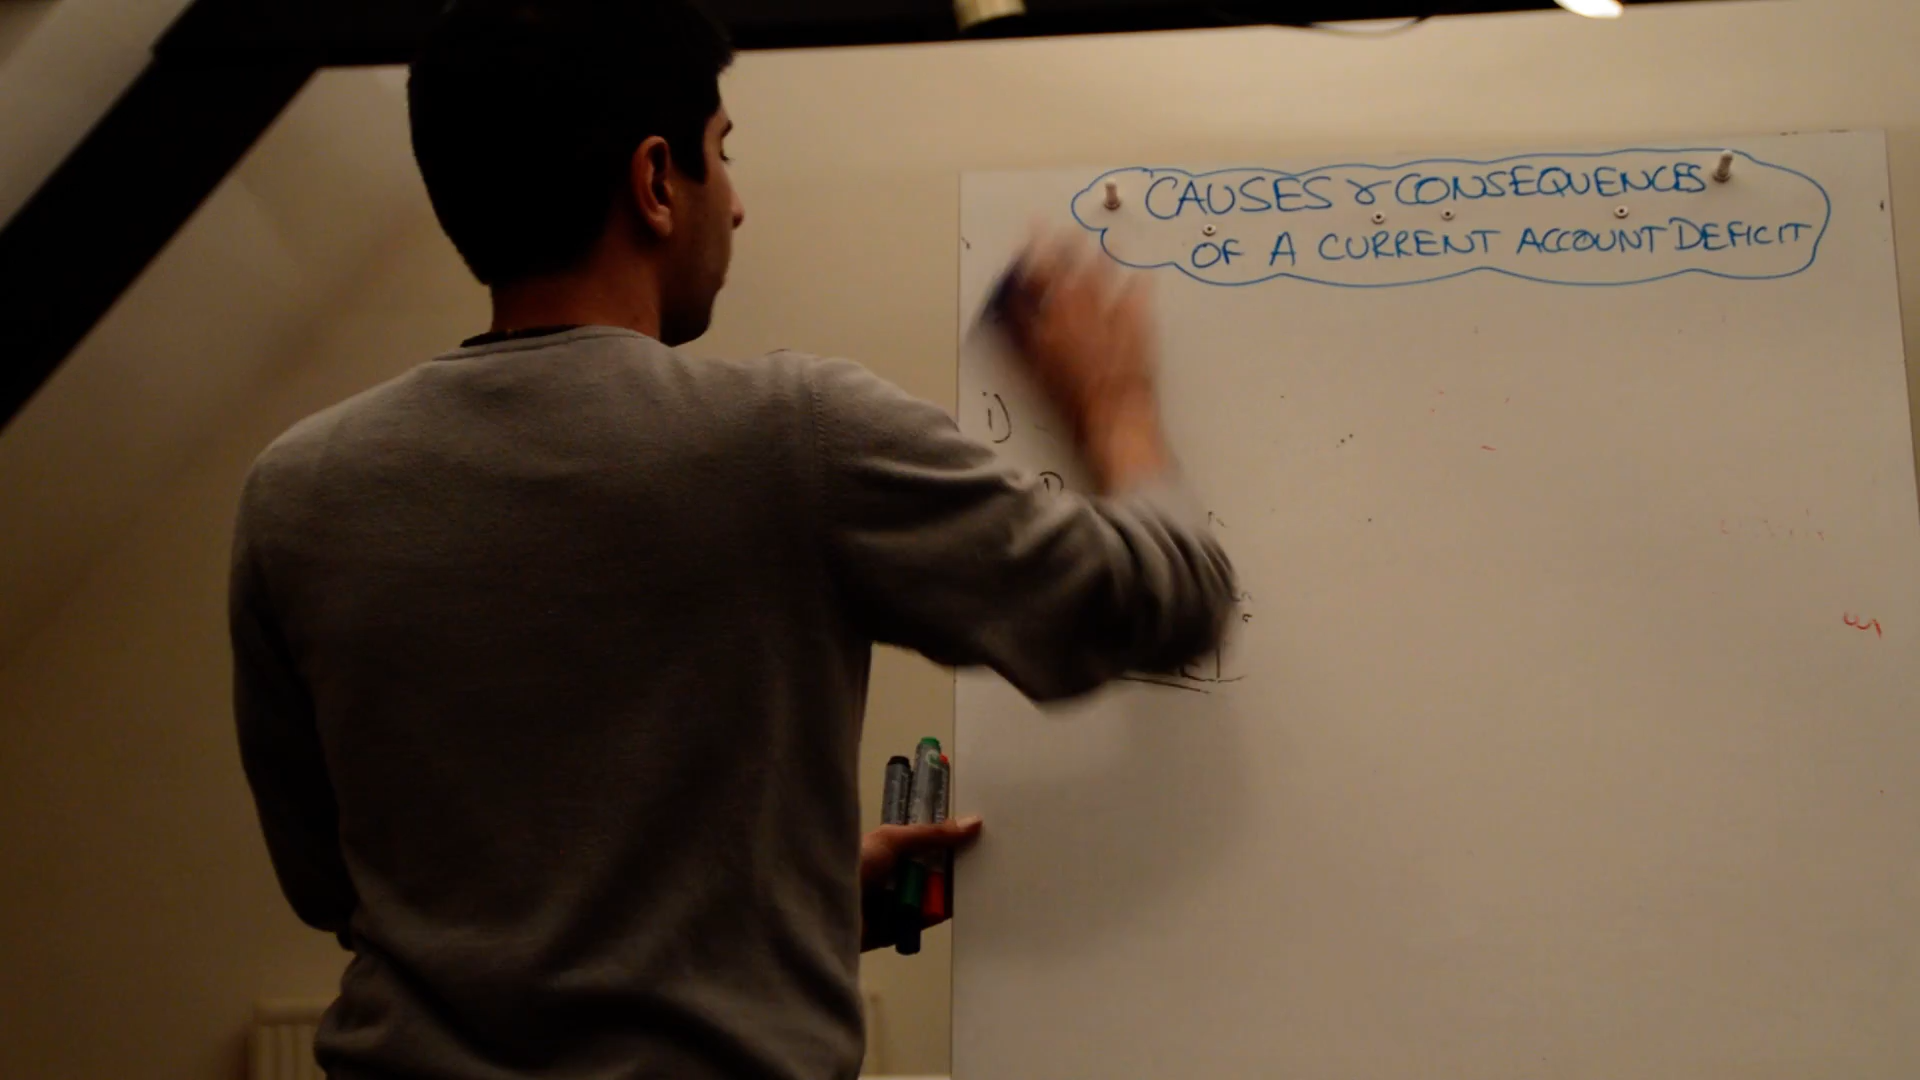 CAUSES & CONSEQUENCES
OF A CURRENT ACCOUNT DEFICIT
i)